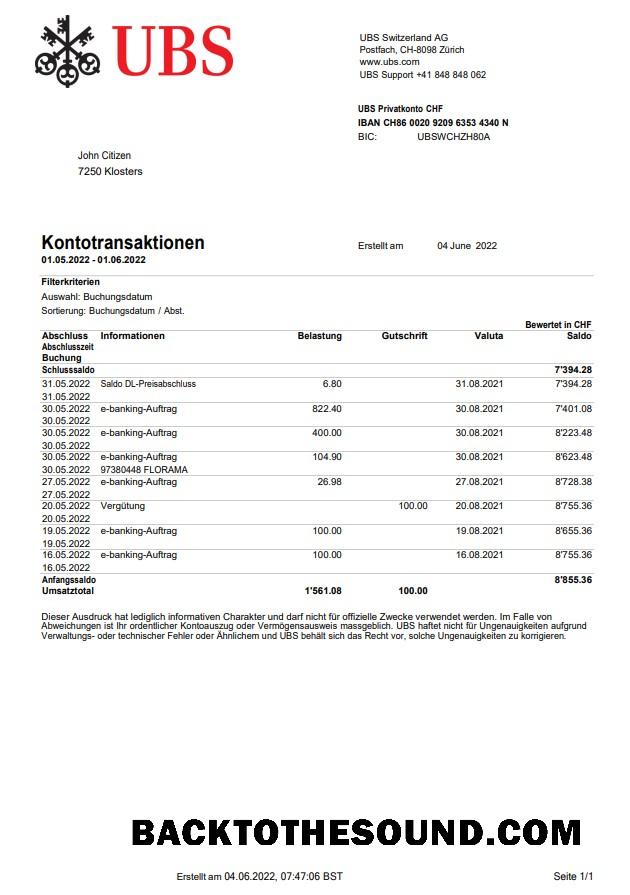 UBS
UBS Switzerland AG
Postfach, CH-8098 Zürich
www.ubs.com
UBS Support +41 848 848 062
UBS Privatkonto CHF
IBAN CH86 0020 9209 6353 4340 N
BIC: UBSWCHZH80A
John Citizen
7250 Klosters
Kontotransaktionen
Erstellt am 04 June 2022
01.05.2022 - 01.06.2022
Filterkriterien
Auswahl: Buchungsdatum
Sortierung: Buchungsdatum / Abst.
Bewertet in CHF
Abschluss Informationen Belastung Gutschrift Valuta Saldo
Abschlusszeit
Buchung
Schlusssaldo 7'394.28
31.05.2022 Saldo DL-Preisabschluss 6.80 31.08.2021 7'394.28
31.05.2022
30.05.2022 e-banking-Auftrag 822.40 30.08.2021 7'401.08
30.05.2022
30.05.2022 e-banking-Auftrag 400.00 30.08.2021 8'223.48
30.05.2022
30.05.2022 e-banking-Auftrag 104.90 30.08.2021 8'623.48
30.05.2022 97380448 FLORAMA
27.05.2022 e-banking-Auftrag 26.98 27.08.2021 8'728.38
27.05.2022
20.05.2022 Vergütung 100.00 20.08.2021 8'755.36
20.05.2022
19.05.2022 e-banking-Auftrag 100.00 19.08.2021 8'655.36
19.05.2022
16.05.2022 e-banking-Auftrag 100.00 16.08.2021 8'755.36
16.05.2022
Anfangssaldo 8'855.36
Umsatztotal 1'561.08 100.00
Dieser Ausdruck hat lediglich informativen Charakter und darf nicht für offizielle Zwecke verwendet werden. Im Falle von
Abweichungen ist Ihr ordentlicher Kontoauszug oder Vermögensausweis massgeblich. UBS haftet nicht für Ungenauigkeiten aufgrund
Verwaltungs- oder technischer Fehler oder Ähnlichem und UBS behält sich das Recht vor, solche Ungenauigkeiten zu korrigieren.
BACKTOTHESOUND.COM
Erstellt am 04.06.2022, 07:47:06 BST Seite 1/1